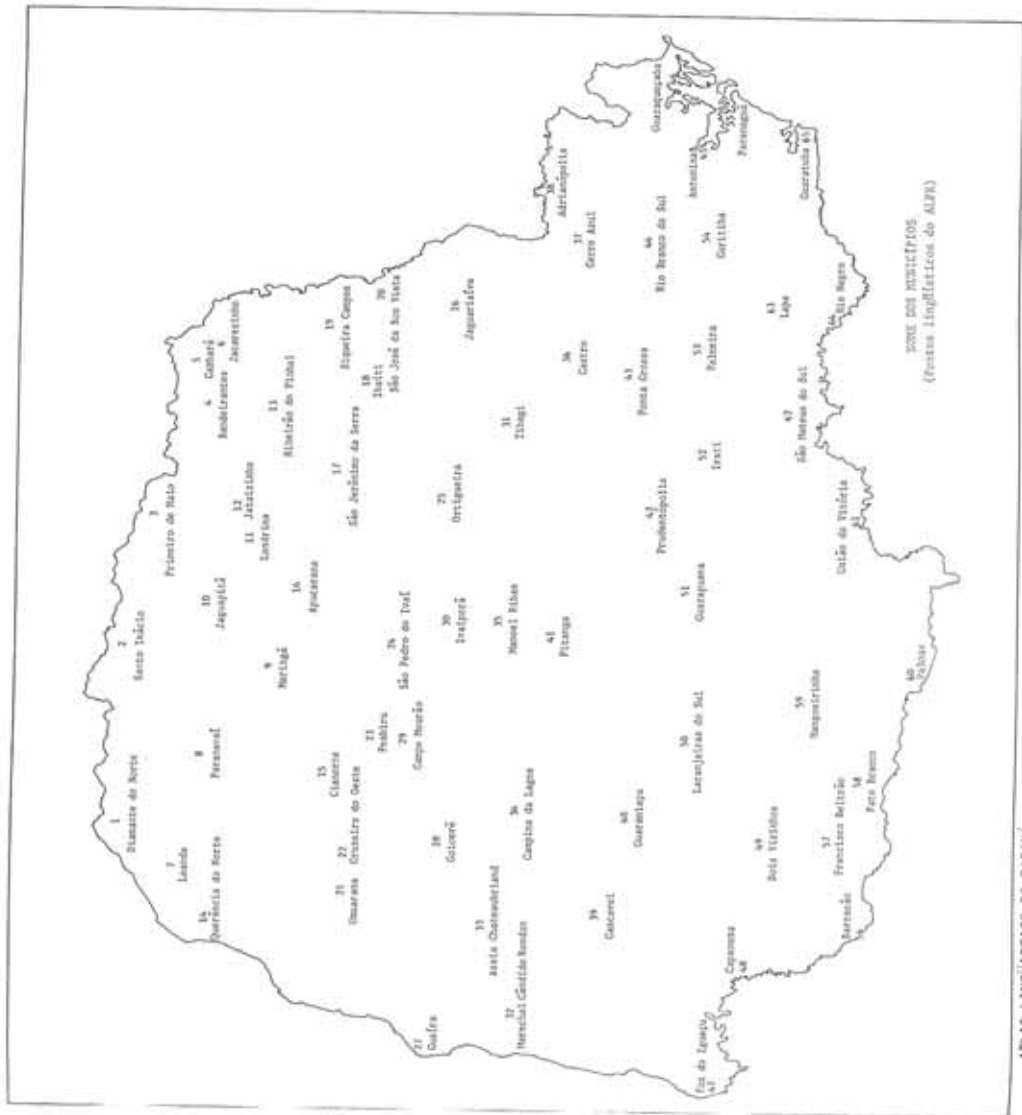 1
Diamante do Norte
2
Santo Inácio
3
Primeiro de Maio
4
Bandeirantes
5
Cambará
6
Jacarezinho
7
Loanda
8
Paranavaí
9
Maringá
10
Jaguapitã
11
Londrina
12
Jataizinho
13
Ribeirão do Pinhal
14
Querência do Norte
15
Cianorte
16
Apucarana
17
São Jerônimo da Serra
18
Ibaiti
19
Siqueira Campos
20
São José da Boa Vista
21
Umuarama
22
Cruzeiro do Oeste
23
Peabiru
24
São Pedro do Ivaí
25
Ortigueira
26
Jaguariaíva
27
Guaíra
28
Goioerê
29
Campo Mourão
30
Ivaiporã
31
Tibagi
32
Marechal Cândido Rondon
33
Assis Chateaubriand
34
Campina da Lagoa
35
Manoel Ribas
36
Castro
37
Cerro Azul
38
Adrianópolis
39
Cascavel
40
Guaraniaçu
41
Pitanga
42
Prudentópolis
43
Ponta Grossa
44
Rio Branco do Sul
Antonina
45
Guaraqueçaba
47
Foz do Iguaçu
48
Capanema
49
Dois Vizinhos
50
Laranjeiras do Sul
51
Guarapuava
52
Irati
53
Palmeira
54
Curitiba
55
Paranaguá
Barracão
57
Francisco Beltrão
58
Pato Branco
59
Mangueirinha
60
Palmas
União da Vitória
62
São Mateus do Sul
63
Lapa
64
Rio Negro
Guaratuba 65
NOME DOS MUNICÍPIOS
(Pontos lingüísticos do ALPR)